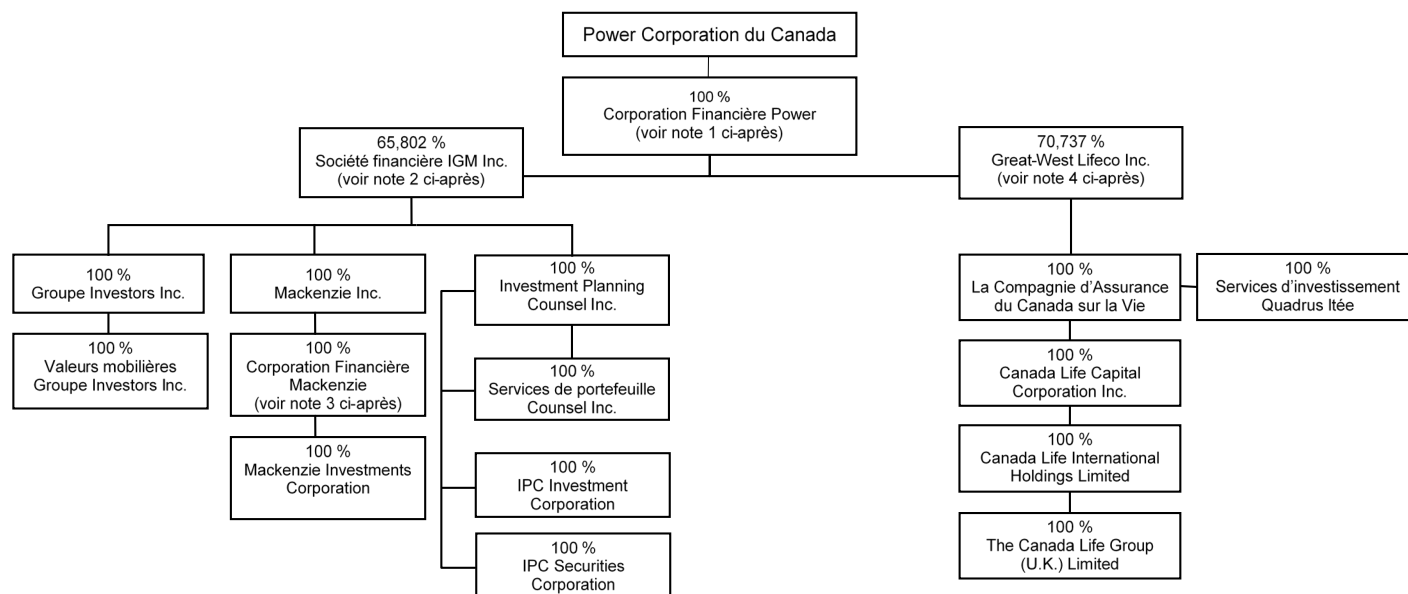 Power Corporation du Canada
100 %
Corporation Financière Power
(voir note 1 ci-après)
65,802 %
Société financière IGM Inc.
(voir note 2 ci-après)
70,737 %
Great-West Lifeco Inc.
(voir note 4 ci-après)
100 %
Groupe Investors Inc.
100 %
Mackenzie Inc.
100 %
Investment Planning
Counsel Inc.
100 %
La Compagnie d’Assurance
du Canada sur la Vie
100 %
Services d’investissement
Quadrus ltée
100 %
Valeurs mobilières
Groupe Investors Inc.
100 %
Corporation Financière
Mackenzie
(voir note 3 ci-après)
100 %
Services de portefeuille
Counsel Inc.
100 %
Canada Life Capital
Corporation Inc.
100 %
Mackenzie Investments
Corporation
100 %
IPC Investment
Corporation
100 %
Canada Life International
Holdings Limited
100 %
IPC Securities
Corporation
100 %
The Canada Life Group
(U.K.) Limited